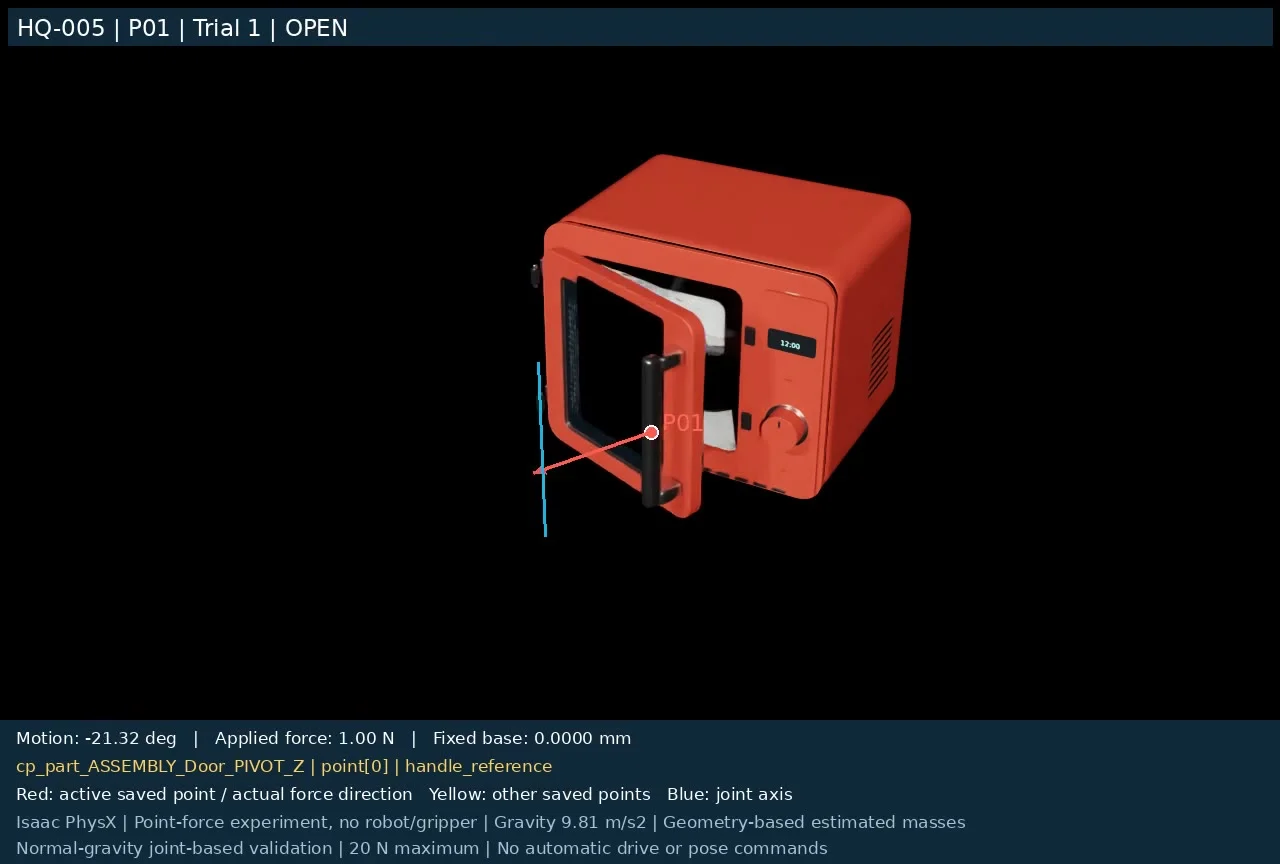 HQ-005 | P01 | Trial 1 | OPEN
12:00
P01
Motion: -21.32 deg | Applied force: 1.00 N | Fixed base: 0.0000 mm
cp_part_ASSEMBLY_Door_PIVOT_Z | point[0] | handle_reference
Red: active saved point / actual force direction Yellow: other saved points Blue: joint axis
Isaac PhysX | Point-force experiment, no robot/gripper | Gravity 9.81 m/s2 | Geometry-based estimated masses
Normal-gravity joint-based validation | 20 N maximum | No automatic drive or pose commands